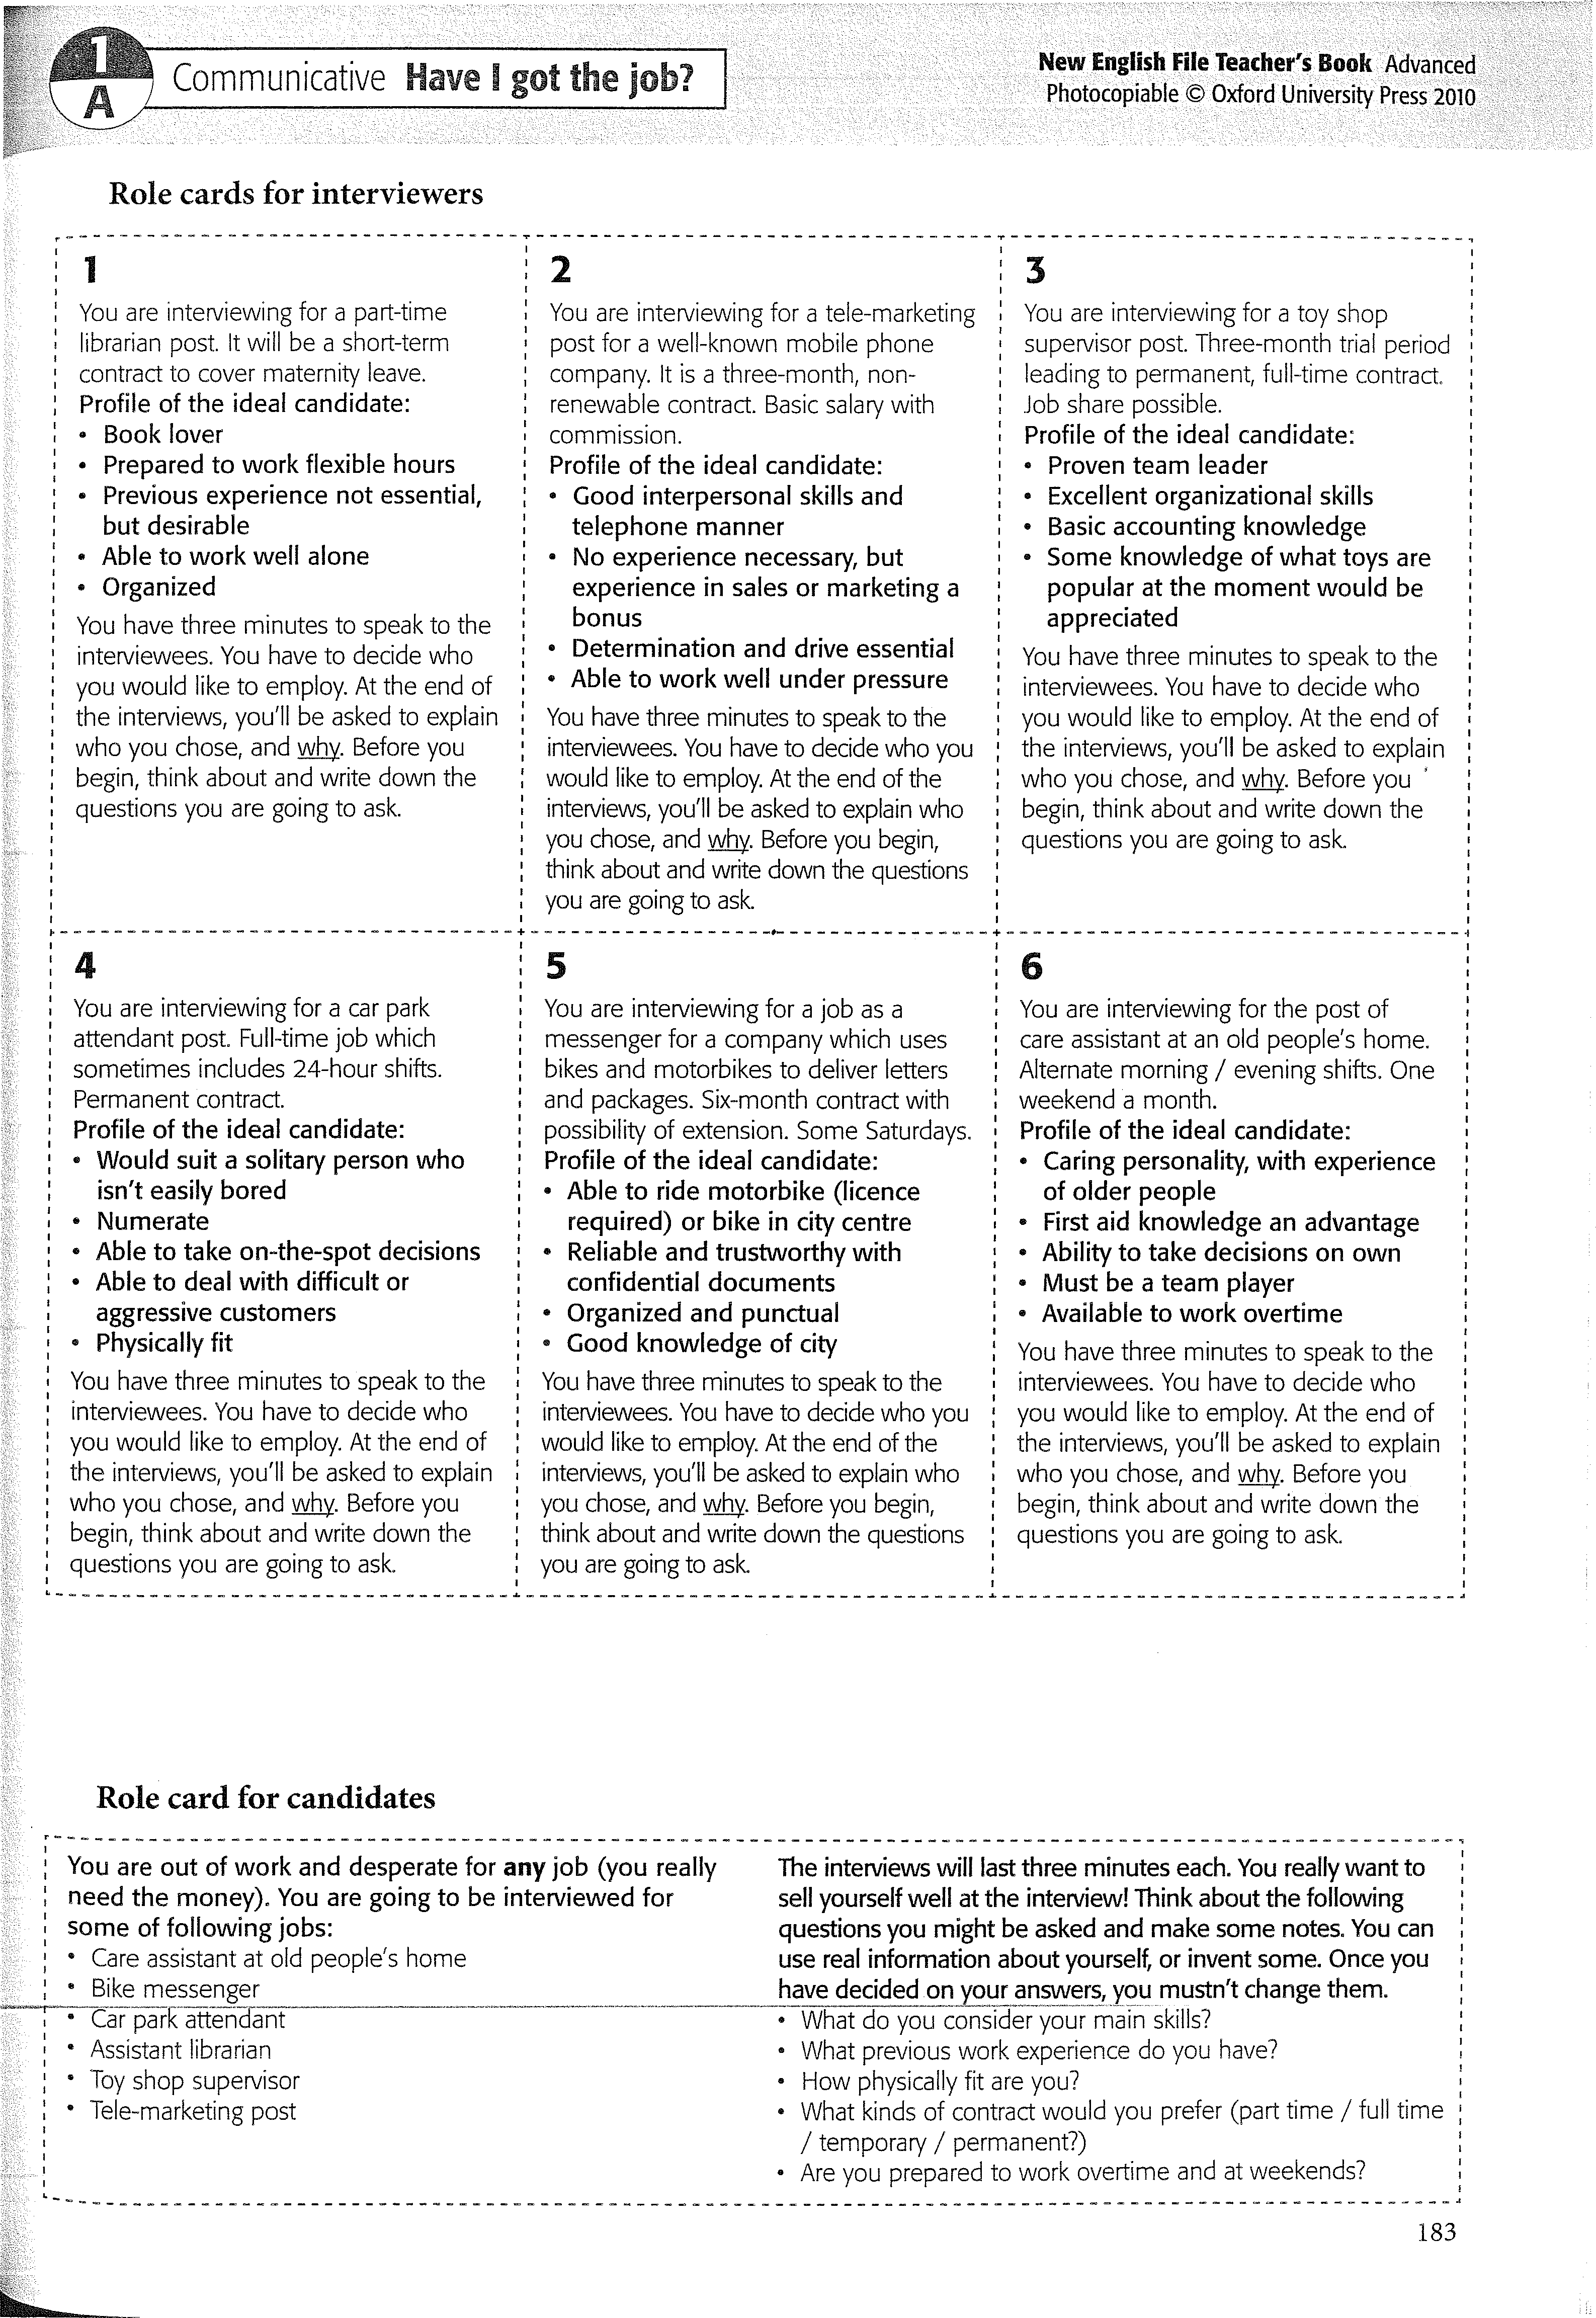 1
A
Communicative Have I got the job?
New English File Teacher's Book Advanced
Photocopiable © Oxford University Press 2010
Role cards for interviewers
1
You are interviewing for a part-time
librarian post. It will be a short-term
contract to cover maternity leave.
Profile of the ideal candidate:
• Book lover
• Prepared to work flexible hours
• Previous experience not essential,
but desirable
• Able to work well alone
• Organized
You have three minutes to speak to the
interviewees. You have to decide who
you would like to employ. At the end of
the interviews, you'll be asked to explain
who you chose, and why. Before you
begin, think about and write down the
questions you are going to ask.
2
You are interviewing for a tele-marketing
post for a well-known mobile phone
company. It is a three-month, non-
renewable contract. Basic salary with
commission.
Profile of the ideal candidate:
• Good interpersonal skills and
telephone manner
• No experience necessary, but
experience in sales or marketing a
bonus
• Determination and drive essential
• Able to work well under pressure
You have three minutes to speak to the
interviewees. You have to decide who you
would like to employ. At the end of the
interviews, you'll be asked to explain who
you chose, and why. Before you begin,
think about and write down the questions
you are going to ask.
3
You are interviewing for a toy shop
supervisor post. Three-month trial period
leading to permanent, full-time contract.
Job share possible.
Profile of the ideal candidate:
• Proven team leader
• Excellent organizational skills
• Basic accounting knowledge
• Some knowledge of what toys are
popular at the moment would be
appreciated
You have three minutes to speak to the
interviewees. You have to decide who
you would like to employ. At the end of
the interviews, you'll be asked to explain
who you chose, and why. Before you
begin, think about and write down the
questions you are going to ask.
4
You are interviewing for a car park
attendant post. Full-time job which
sometimes includes 24-hour shifts.
Permanent contract.
Profile of the ideal candidate:
• Would suit a solitary person who
isn't easily bored
• Numerate
• Able to take on-the-spot decisions
• Able to deal with difficult or
aggressive customers
• Physically fit
You have three minutes to speak to the
interviewees. You have to decide who
you would like to employ. At the end of
the interviews, you'll be asked to explain
who you chose, and why. Before you
begin, think about and write down the
questions you are going to ask.
5
You are interviewing for a job as a
messenger for a company which uses
bikes and motorbikes to deliver letters
and packages. Six-month contract with
possibility of extension. Some Saturdays.
Profile of the ideal candidate:
• Able to ride motorbike (licence
required) or bike in city centre
• Reliable and trustworthy with
confidential documents
• Organized and punctual
• Good knowledge of city
You have three minutes to speak to the
interviewees. You have to decide who you
would like to employ. At the end of the
interviews, you'll be asked to explain who
you chose, and why. Before you begin,
think about and write down the questions
you are going to ask.
6
You are interviewing for the post of
care assistant at an old people's home.
Alternate morning / evening shifts. One
weekend a month.
Profile of the ideal candidate:
• Caring personality, with experience
of older people
• First aid knowledge an advantage
• Ability to take decisions on own
• Must be a team player
• Available to work overtime
You have three minutes to speak to the
interviewees. You have to decide who
you would like to employ. At the end of
the interviews, you'll be asked to explain
who you chose, and why. Before you
begin, think about and write down the
questions you are going to ask.
Role card for candidates
You are out of work and desperate for any job (you really
need the money). You are going to be interviewed for
some of following jobs:
• Care assistant at old people's home
• Bike messenger
• Car park attendant
• Assistant librarian
• Toy shop supervisor
• Tele-marketing post
The interviews will last three minutes each. You really want to
sell yourself well at the interview! Think about the following
questions you might be asked and make some notes. You can
use real information about yourself, or invent some. Once you
have decided on your answers, you mustn't change them.
• What do you consider your main skills?
• What previous work experience do you have?
• How physically fit are you?
• What kinds of contract would you prefer (part time / full time
/ temporary / permanent?)
• Are you prepared to work overtime and at weekends?
183